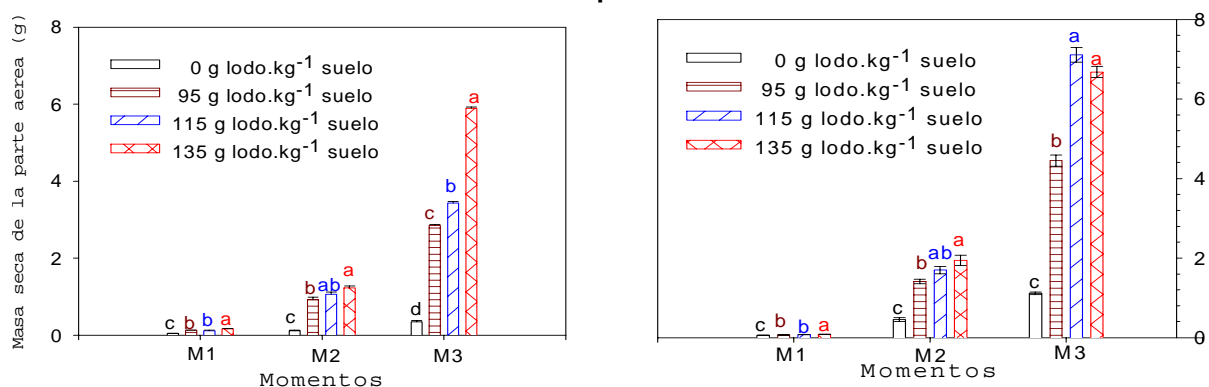 Masa seca de la parte aerea (g)
8
6
4
2
0
0 g lodo.kg-1 suelo
95 g lodo.kg-1 suelo
115 g lodo.kg-1 suelo
135 g lodo.kg-1 suelo
c b b a
c b ab a
d c b a
M1 M2 M3
Momentos
0 g lodo.kg-1 suelo
95 g lodo.kg-1 suelo
115 g lodo.kg-1 suelo
135 g lodo.kg-1 suelo
c b b a
c b ab a
c b a a
8
6
4
2
0
M1 M2 M3
Momentos